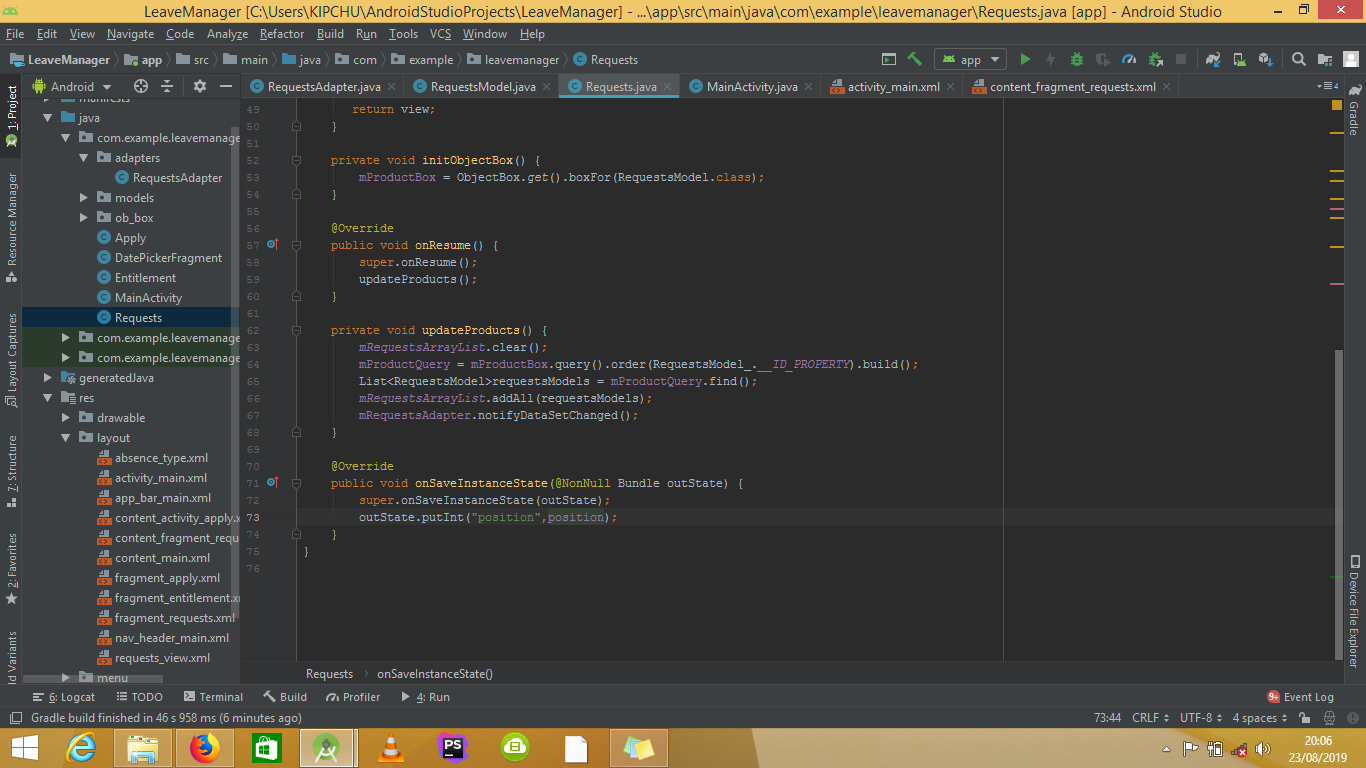 LeaveManager [C:\Users\KIPCHU\AndroidStudioProjects\LeaveManager] - ...\app\src\main\java\com\example\leavemanager\Requests.java [app] - Android Studio
File Edit View Navigate Code Analyze Refactor Build Run Tools VCS Window Help
LeaveManager app src main java com example leavemanager Requests app
Android RequestsAdapter.java RequestsModel.java Requests.java MainActivity.java activity_main.xml content_fragment_requests.xml 4
1: Project
Resource Manager
Layout Captures
7: Structure
2: Favorites
ld Variants
manifests
java
com.example.leavemanage
adapters
RequestsAdapter
models
ob_box
Apply
DatePickerFragment
Entitlement
MainActivity
Requests
com.example.leavemanage
com.example.leavemanage
generatedJava
res
drawable
layout
absence_type.xml
activity_main.xml
app_bar_main.xml
content_activity_apply.x
content_fragment_requ
content_main.xml
fragment_apply.xml
fragment_entitlement.x
fragment_requests.xml
nav_header_main.xml
requests_view.xml
menu
49 return view;
50 }
51
52 private void initObjectBox() {
53 mProductBox = ObjectBox.get().boxFor(RequestsModel.class);
54 }
55
56 @Override
57 public void onResume() {
58 super.onResume();
59 updateProducts();
60 }
61
62 private void updateProducts() {
63 mRequestsArrayList.clear();
64 mProductQuery = mProductBox.query().order(RequestsModel_.__ID_PROPERTY).build();
65 List<RequestsModel>requestsModels = mProductQuery.find();
66 mRequestsArrayList.addAll(requestsModels);
67 mRequestsAdapter.notifyDataSetChanged();
68 }
69
70 @Override
71 public void onSaveInstanceState(@NonNull Bundle outState) {
72 super.onSaveInstanceState(outState);
73 outState.putInt("position",position);
74 }
75 }
76
Gradle
Device File Explorer
Requests onSaveInstanceState()
6: Logcat TODO Terminal Build Profiler 4: Run 9+ Event Log
Gradle build finished in 46 s 958 ms (6 minutes ago) 73:44 CRLF UTF-8 4 spaces
PS
20:06
23/08/2019